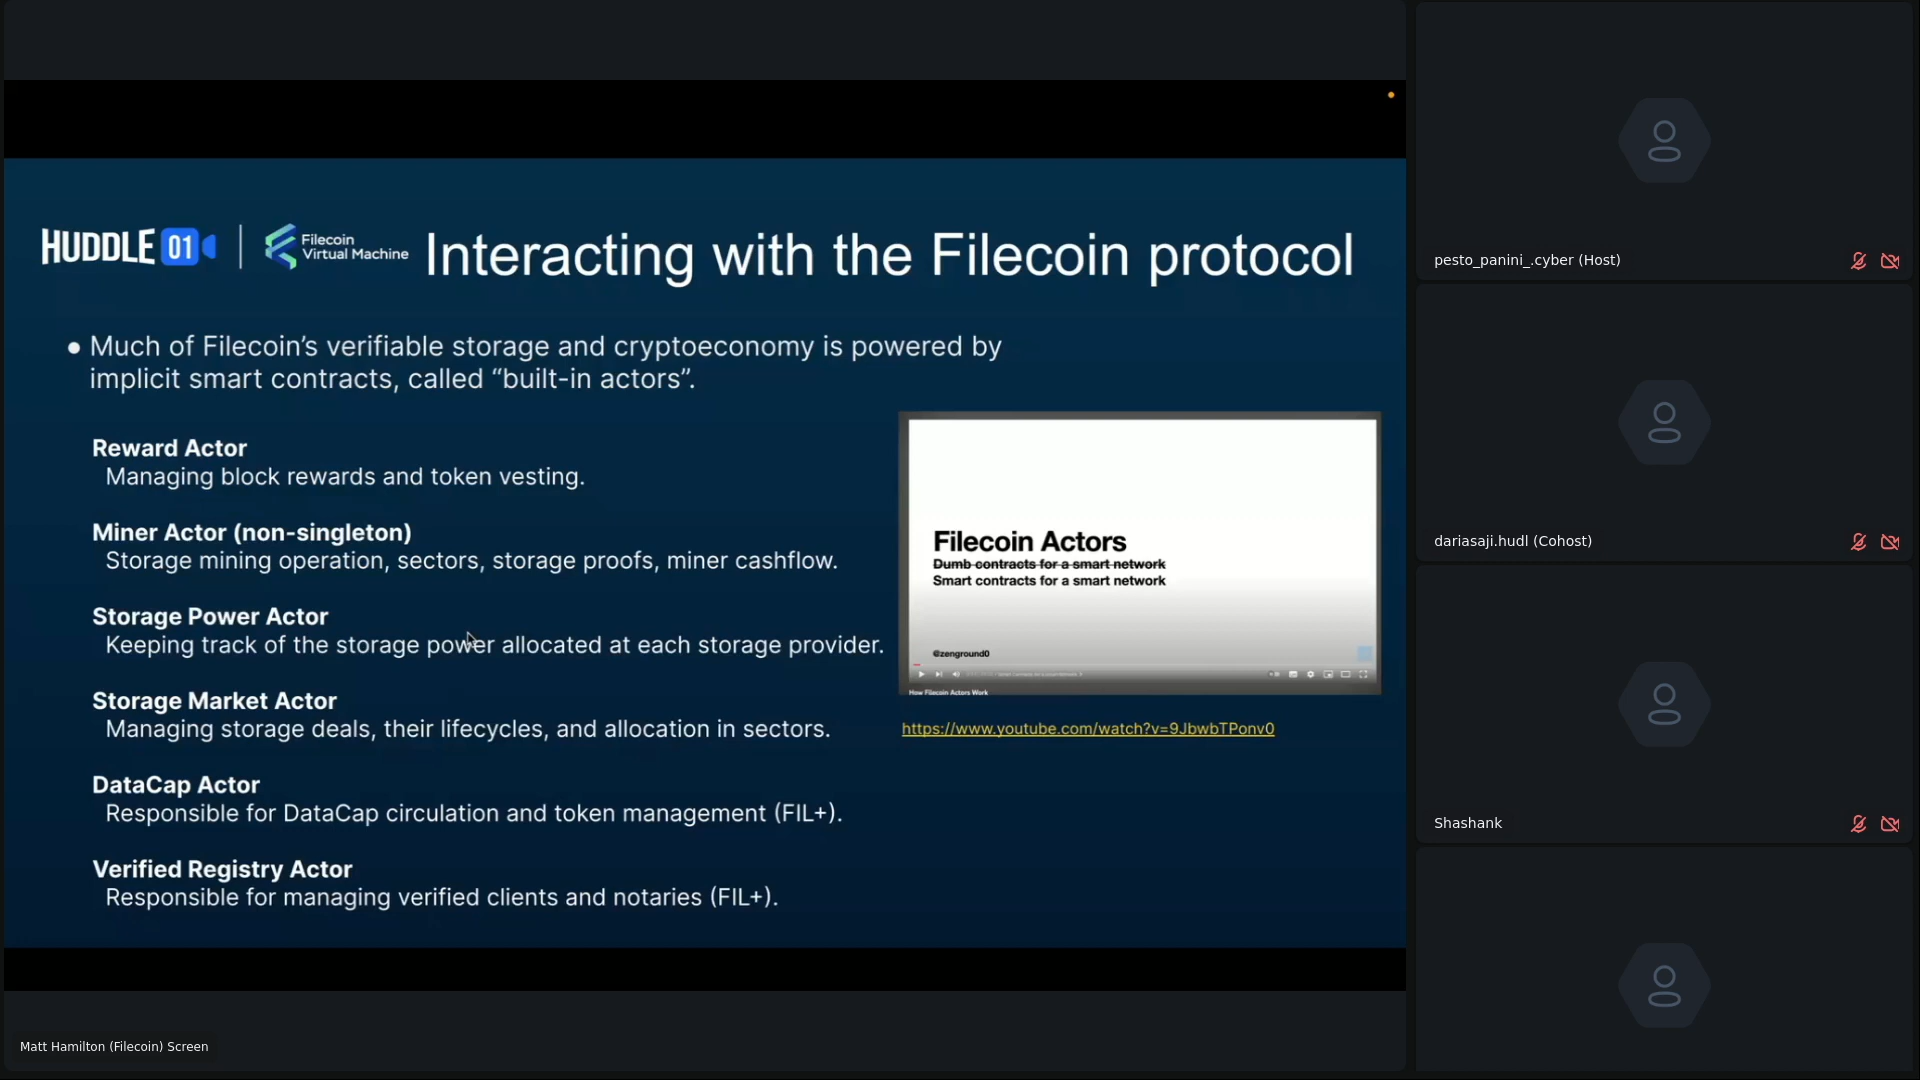 HUDDLE 01
Filecoin
Virtual Machine
Interacting with the Filecoin protocol
● Much of Filecoin’s verifiable storage and cryptoeconomy is powered by
implicit smart contracts, called “built-in actors”.
Reward Actor
Managing block rewards and token vesting.
Miner Actor (non-singleton)
Storage mining operation, sectors, storage proofs, miner cashflow.
Storage Power Actor
Keeping track of the storage power allocated at each storage provider.
Storage Market Actor
Managing storage deals, their lifecycles, and allocation in sectors.
DataCap Actor
Responsible for DataCap circulation and token management (FIL+).
Verified Registry Actor
Responsible for managing verified clients and notaries (FIL+).
Filecoin Actors
Dumb contracts for a smart network
Smart contracts for a smart network
@zenground0
How Filecoin Actors Work
https://www.youtube.com/watch?v=9JbwbTPonv0
Matt Hamilton (Filecoin) Screen
pesto_panini_.cyber (Host)
dariasaji.hudl (Cohost)
Shashank